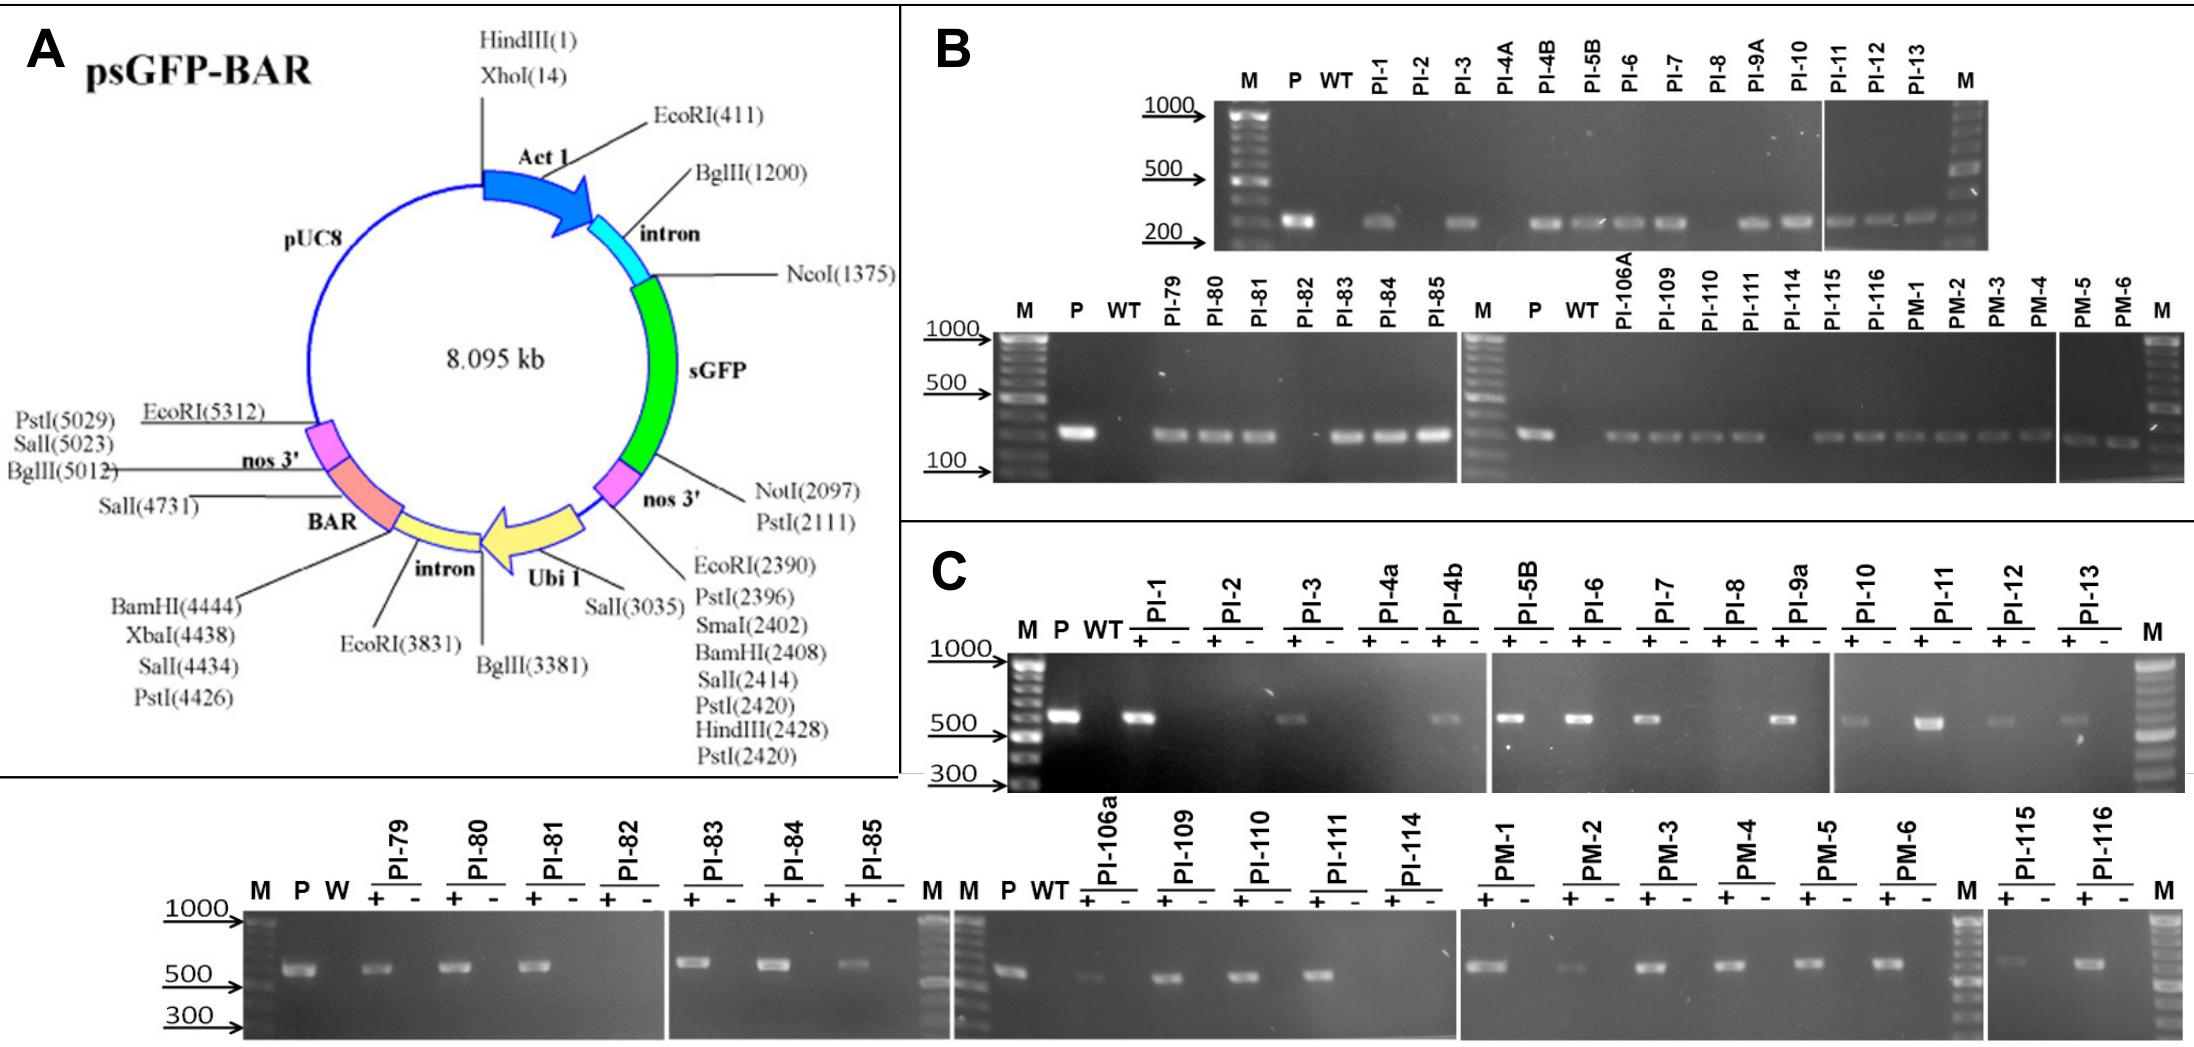 A
psGFP-BAR
HindIII(1)
XhoI(14)
EcoRI(411)
Act 1
BglII(1200)
intron
pUC8
NcoI(1375)
8.095 kb
sGFP
EcoRI(5312)
PstI(5029)
SalI(5023)
BglII(5012)
nos 3'
SalI(4731)
BAR
NotI(2097)
nos 3'
PstI(2111)
intron
Ubi 1
EcoRI(2390)
PstI(2396)
SmaI(2402)
BamHI(2408)
SalI(2414)
PstI(2420)
HindIII(2428)
PstI(2420)
SalI(3035)
BglII(3381)
EcoRI(3831)
BamHI(4444)
XbaI(4438)
SalI(4434)
PstI(4426)
B
M P WT PI-1 PI-2 PI-3 PI-4A PI-4B PI-5B PI-6 PI-7 PI-8 PI-9A PI-10 PI-11 PI-12 PI-13 M
1000
500
200
M P WT PI-79 PI-80 PI-81 PI-82 PI-83 PI-84 PI-85 M P WT PI-106A PI-109 PI-110 PI-111 PI-114 PI-115 PI-116 PM-1 PM-2 PM-3 PM-4 PM-5 PM-6 M
1000
500
100
C
M P WT PI-1 PI-2 PI-3 PI-4a PI-4b PI-5B PI-6 PI-7 PI-8 PI-9a PI-10 PI-11 PI-12 PI-13 M
+ - + - + - + - + - + - + - + - + - + - + - + - + - + -
1000
500
300
M P W PI-79 PI-80 PI-81 PI-82 PI-83 PI-84 PI-85 M M P WT PI-106a PI-109 PI-110 PI-111 PI-114 PM-1 PM-2 PM-3 PM-4 PM-5 PM-6 M PI-115 PI-116 M
+ - + - + - + - + - + - + - + - + - + - + - + - + - + - + - + - + - + - + - + -
1000
500
300